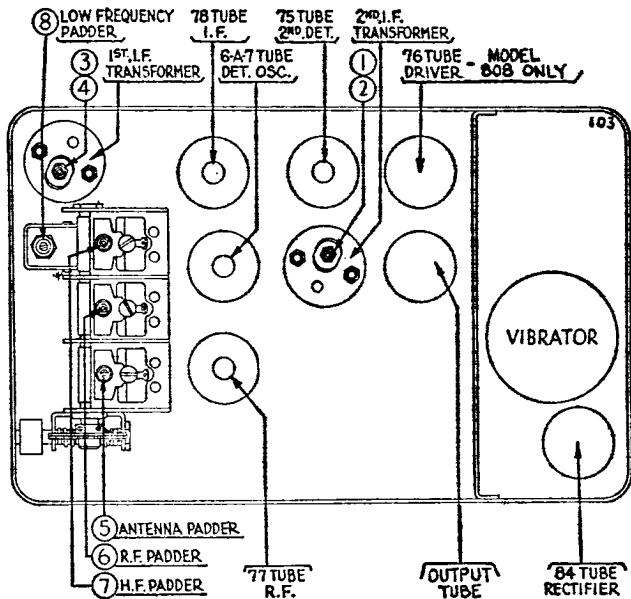 ⑧ LOW FREQUENCY
PADDER
③
④
1ST, I.F.
TRANSFORMER
78 TUBE
I.F.
6-A-7 TUBE
DET. OSC.
75 TUBE
2ND, DET.
①
②
2ND, I.F.
TRANSFORMER
76 TUBE
DRIVER - MODEL
808 ONLY
603
VIBRATOR
⑤ ANTENNA PADDER
⑥ R.F. PADDER
⑦ H.F. PADDER
77 TUBE
R.F.
OUTPUT
TUBE
84 TUBE
RECTIFIER